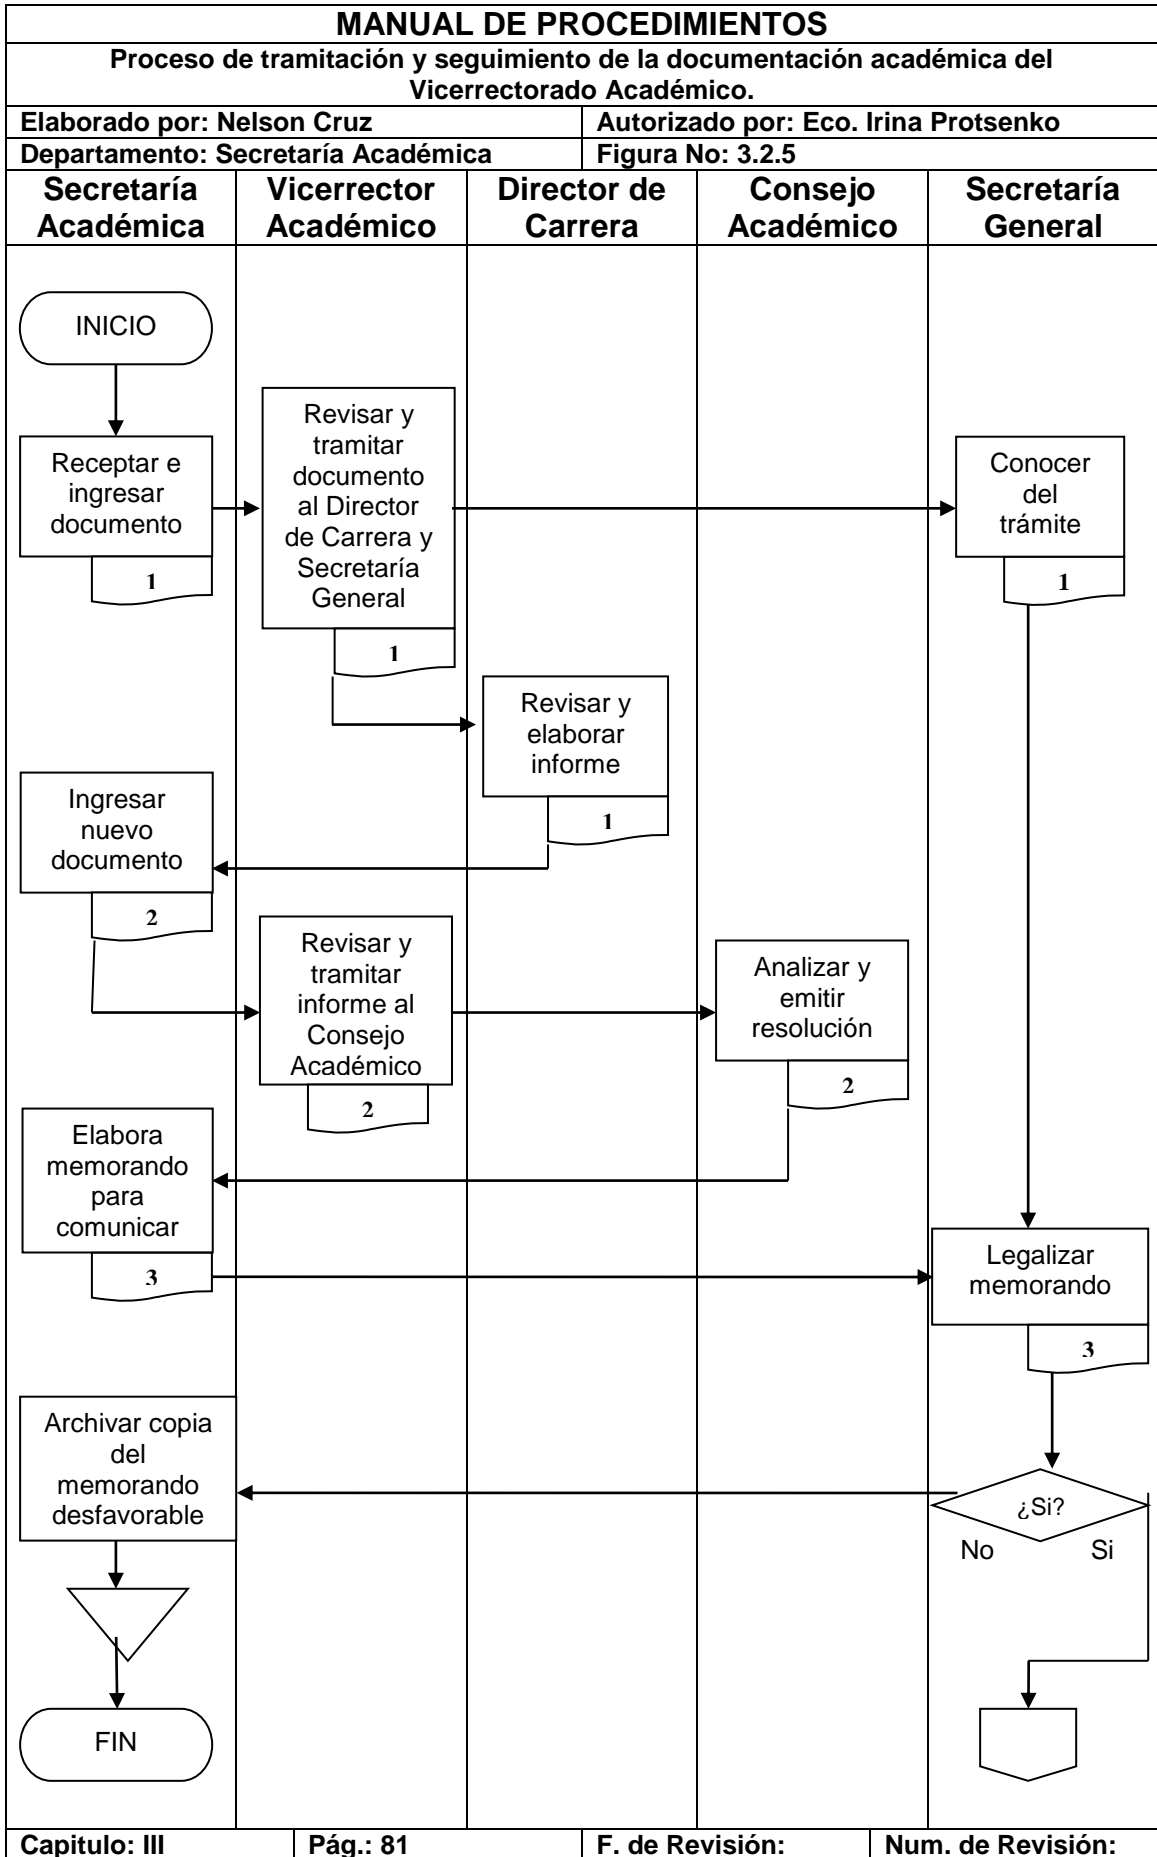 MANUAL DE PROCEDIMIENTOS
Proceso de tramitación y seguimiento de la documentación académica del
Vicerrectorado Académico.
Elaborado por: Nelson Cruz
Autorizado por: Eco. Irina Protsenko
Departamento: Secretaría Académica
Figura No: 3.2.5
Secretaría
Académica
Vicerrector
Académico
Director de
Carrera
Consejo
Académico
Secretaría
General
INICIO
Receptar e
ingresar
documento
1
Revisar y
tramitar
documento
al Director
de Carrera y
Secretaría
General
1
Conocer
del
trámite
1
Revisar y
elaborar
informe
1
Ingresar
nuevo
documento
2
Revisar y
tramitar
informe al
Consejo
Académico
2
Analizar y
emitir
resolución
2
Elabora
memorando
para
comunicar
3
Legalizar
memorando
3
¿Si?
No
Si
Archivar copia
del
memorando
desfavorable
FIN
Capitulo: III
Pág.: 81
F. de Revisión:
Num. de Revisión: